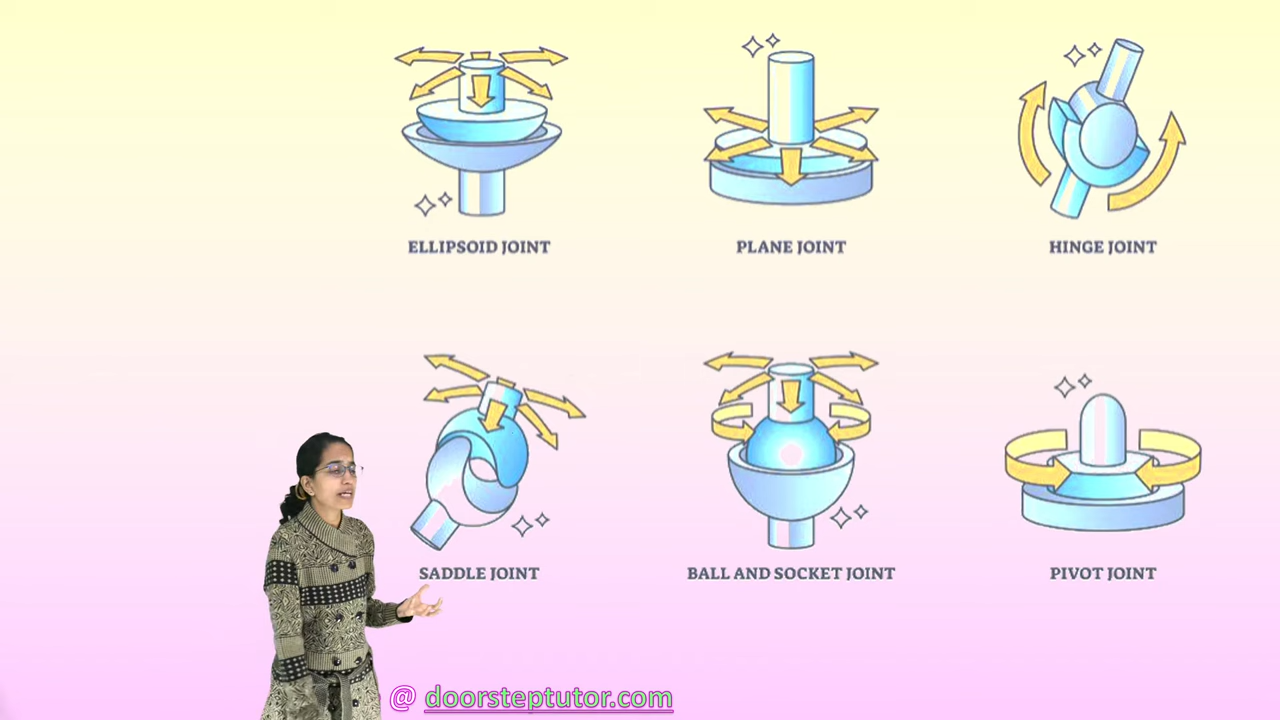 ELLIPSOID JOINT
PLANE JOINT
HINGE JOINT
SADDLE JOINT
BALL AND SOCKET JOINT
PIVOT JOINT
@ doorsteptutor.com